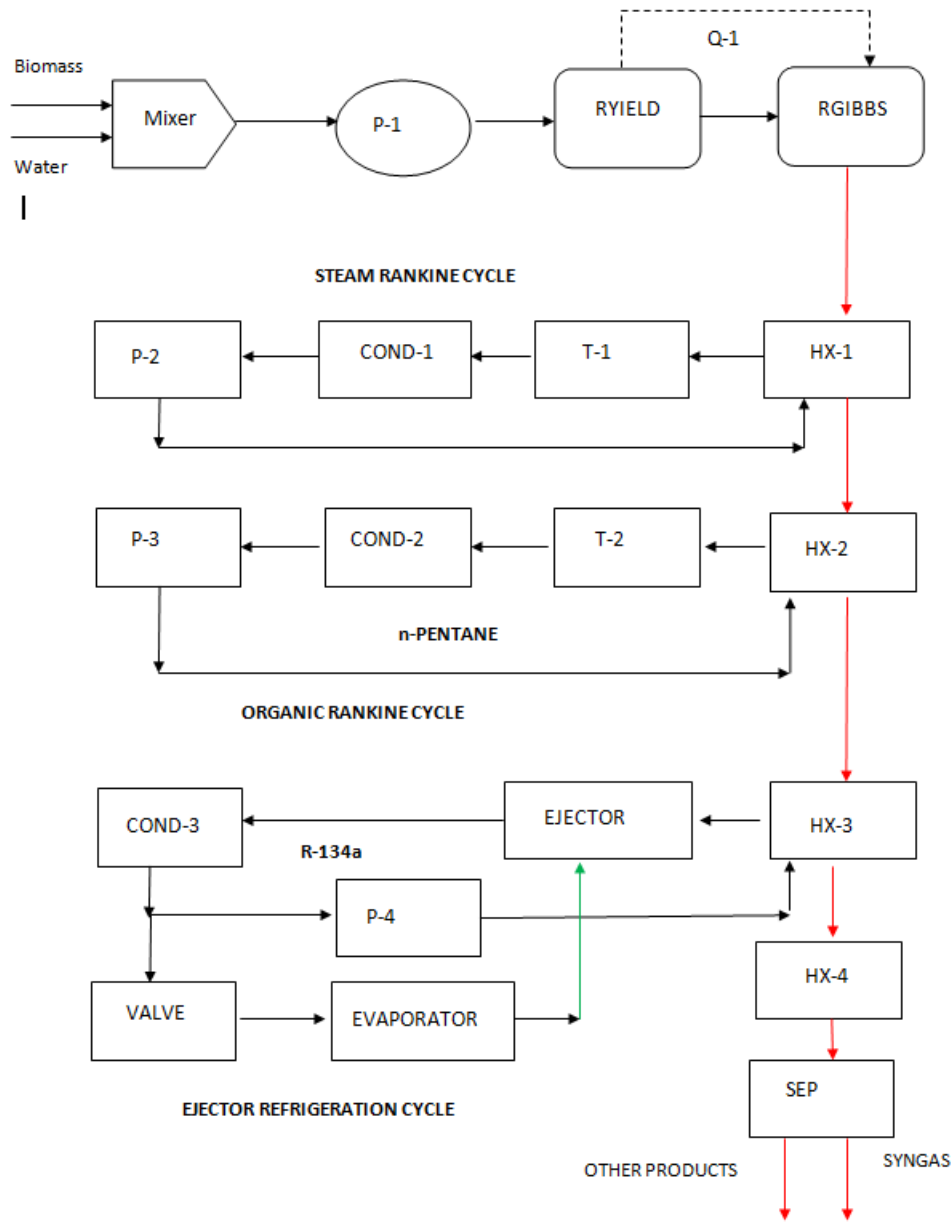 Q-1
Biomass
Mixer
P-1
RYIELD
RGIBBS
Water
STEAM RANKINE CYCLE
P-2
COND-1
T-1
HX-1
P-3
COND-2
T-2
HX-2
n-PENTANE
ORGANIC RANKINE CYCLE
COND-3
EJECTOR
HX-3
R-134a
P-4
HX-4
VALVE
EVAPORATOR
SEP
EJECTOR REFRIGERATION CYCLE
OTHER PRODUCTS
SYNGAS